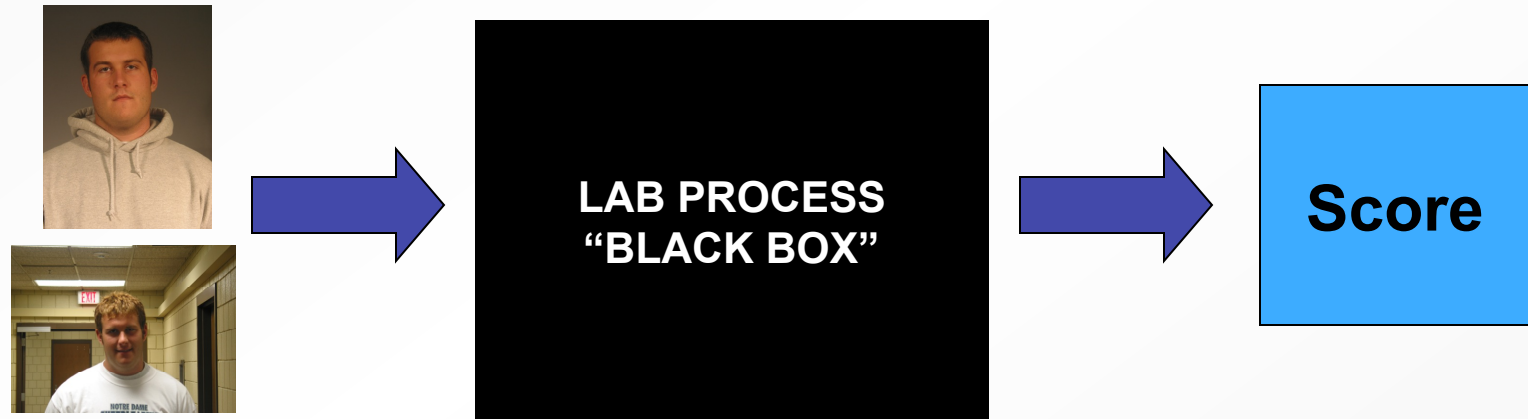 EXIT
NOTRE DAME
LAB PROCESS
“BLACK BOX”
Score